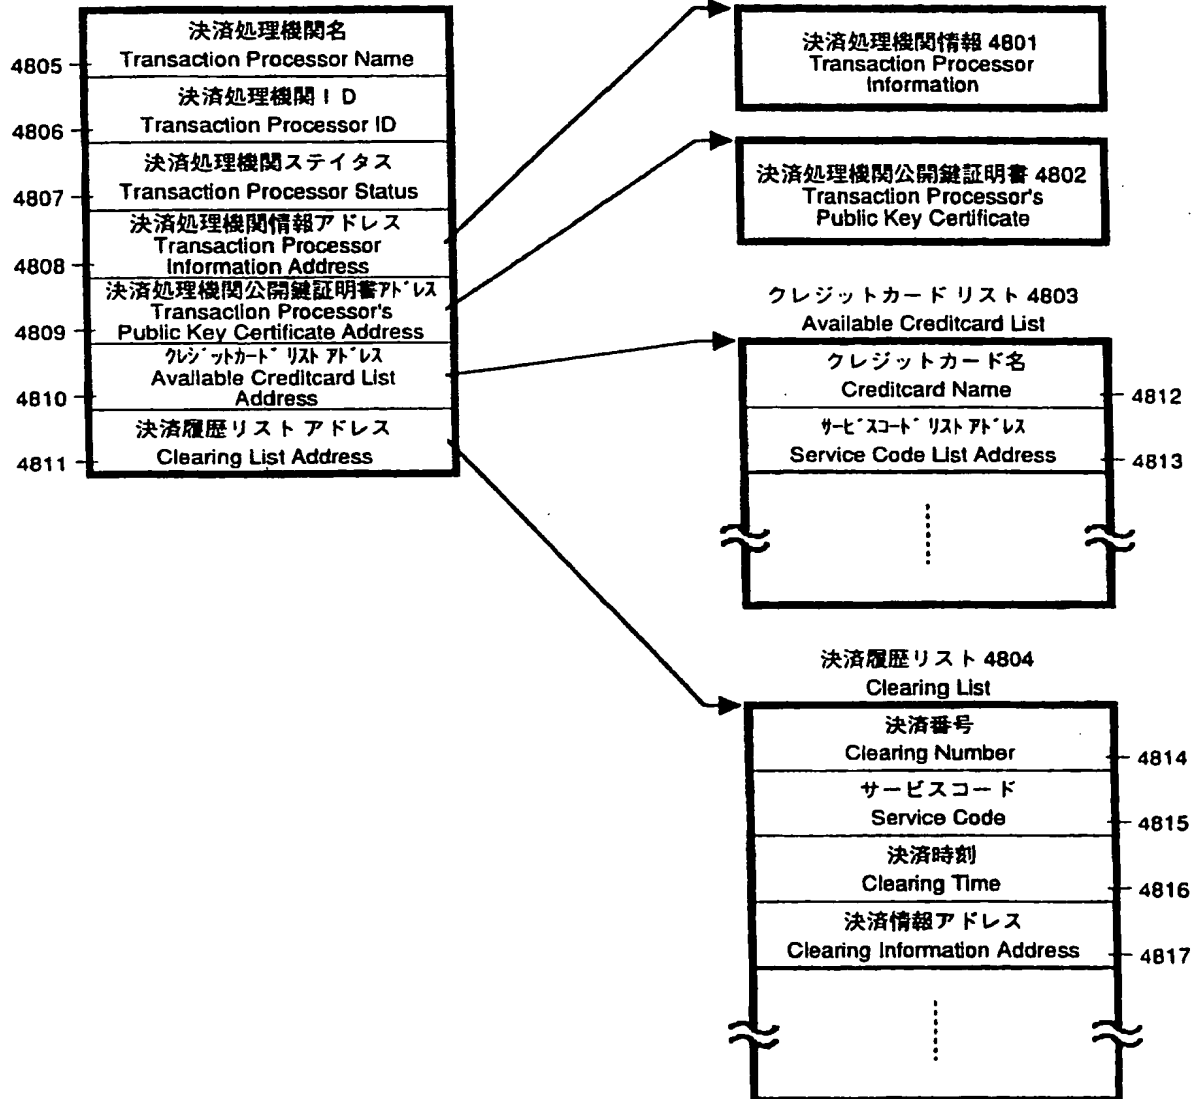 決済処理機関名
Transaction Processor Name
4805
決済処理機関ID
Transaction Processor ID
4806
決済処理機関ステイタス
Transaction Processor Status
4807
決済処理機関情報アドレス
Transaction Processor
Information Address
4808
決済処理機関公開鍵証明書アドレス
Transaction Processor's
Public Key Certificate Address
4809
クレジットカード リスト アドレス
Available Creditcard List
Address
4810
決済履歴リスト アドレス
Clearing List Address
4811
決済処理機関情報 4801
Transaction Processor
Information
決済処理機関公開鍵証明書 4802
Transaction Processor's
Public Key Certificate
クレジットカード リスト 4803
Available Creditcard List
クレジットカード名
Creditcard Name
4812
サービスコード リスト アドレス
Service Code List Address
4813
決済履歴リスト 4804
Clearing List
決済番号
Clearing Number
4814
サービスコード
Service Code
4815
決済時刻
Clearing Time
4816
決済情報アドレス
Clearing Information Address
4817